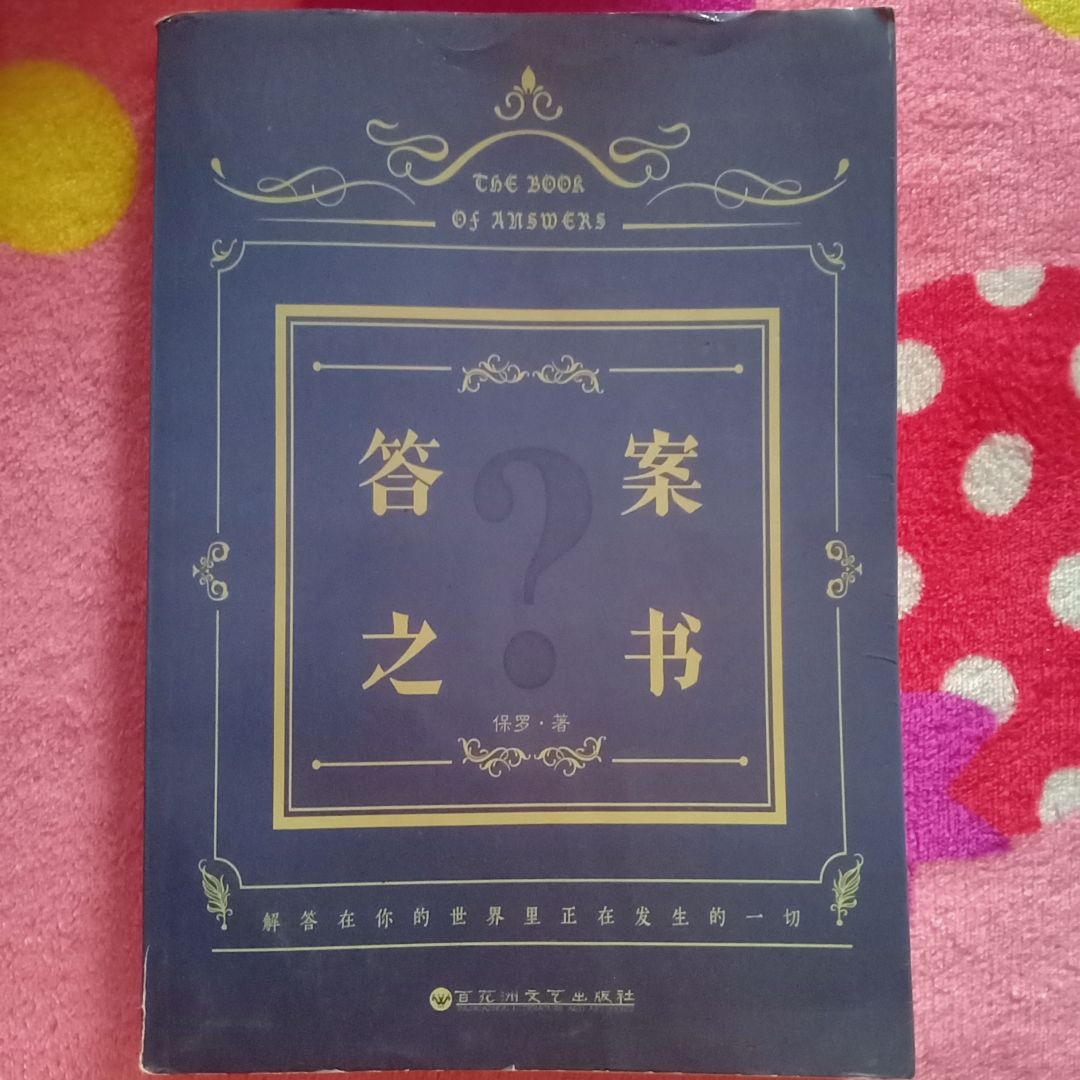 THE BOOK
OF ANSWERS
答案
之书
保罗·著
解答在你的世界里正在发生的一切
百花洲文艺出版社